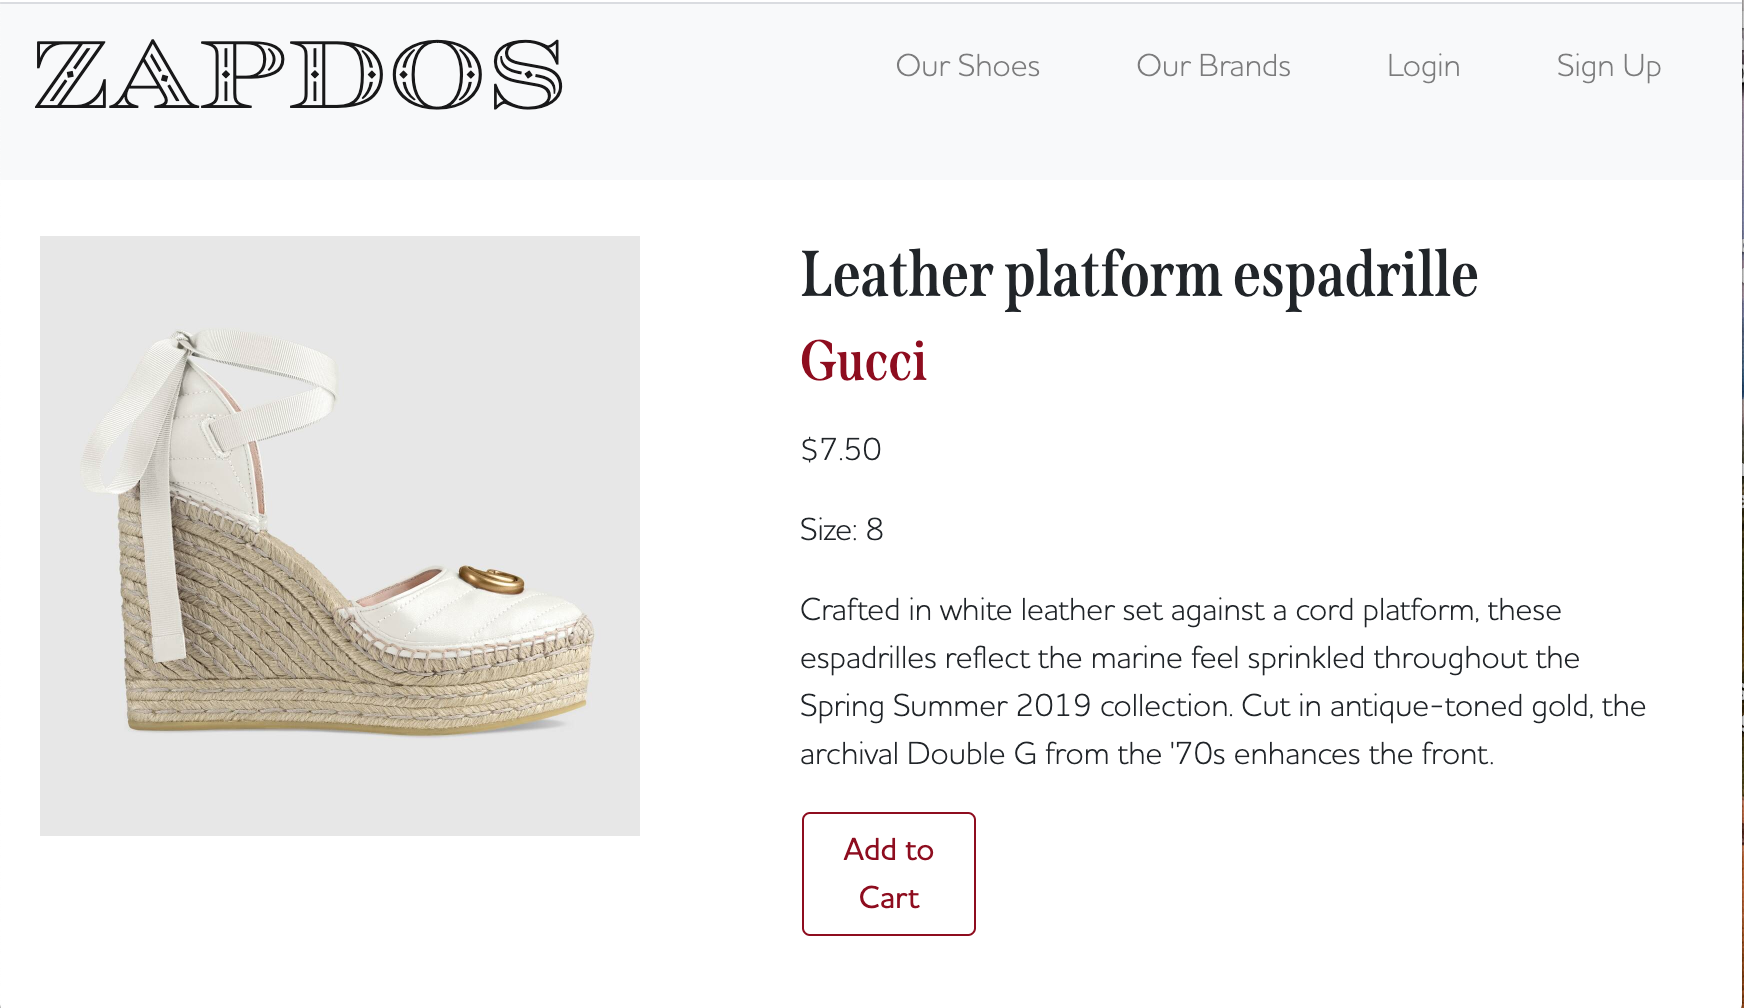 ZAPDOS
Our Shoes
Our Brands
Login
Sign Up
Leather platform espadrille
Gucci
$7.50
Size: 8
Crafted in white leather set against a cord platform, these
espadrilles reflect the marine feel sprinkled throughout the
Spring Summer 2019 collection. Cut in antique-toned gold, the
archival Double G from the '70s enhances the front.
Add to
Cart